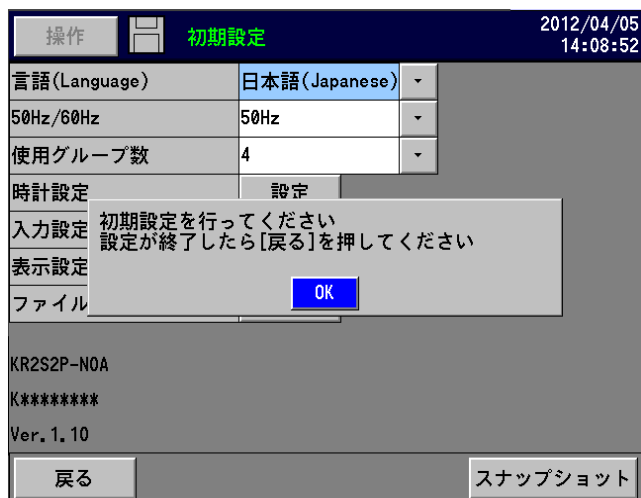 操作
初期設定
2012/04/05
14:08:52
言語(Language)
日本語(Japanese)
50Hz/60Hz
50Hz
使用グループ数
4
時計設定
設定
入力設定
表示設定
ファイル
初期設定を行ってください
設定が終了したら[戻る]を押してください
OK
KR2S2P-N0A
K********
Ver.1.10
戻る
スナップショット